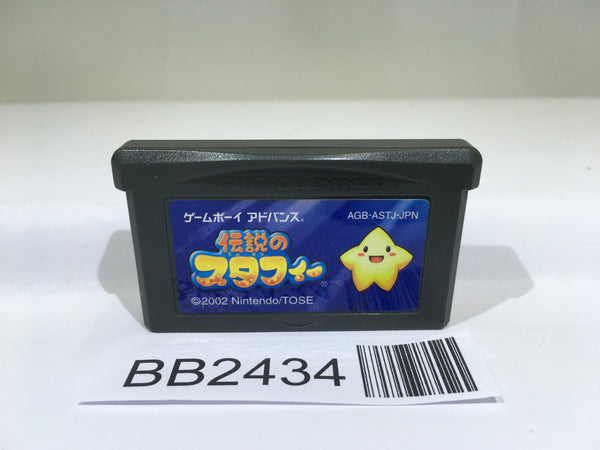 GAME BOY ADVANCE
ゲームボーイ アドバンス®
AGB-ASTJ-JPN
伝説の
スタフィー®
©2002 Nintendo/TOSE
BB2434